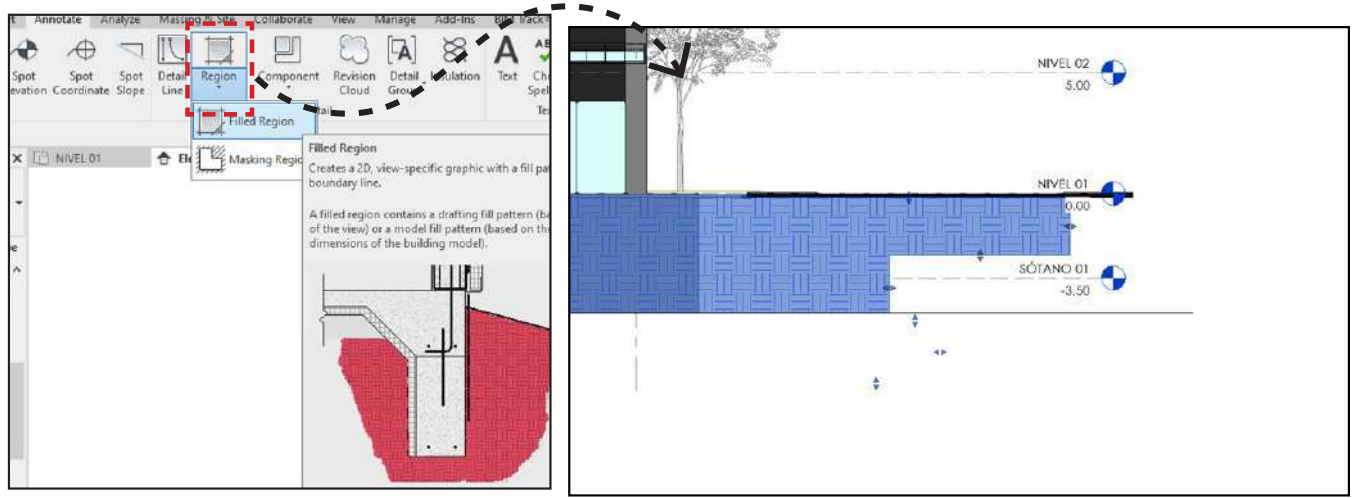 Annotate Analyze Massing & Site Collaborate View Manage Add-Ins BIM Track
Spot Spot Spot Detail Region Component Revision Detail Insulation Text
Coordinate Slope Line Cloud Group
Filled Region
NIVEL 01
Masking Regio
Filled Region
Creates a 2D, view-specific graphic with a fill pat
boundary line.
A filled region contains a drafting fill pattern (ba
of the view) or a model fill pattern (based on the
dimensions of the building model).
NIVEL 02
5.00
NIVEL 01
0.00
SÓTANO 01
-3.50